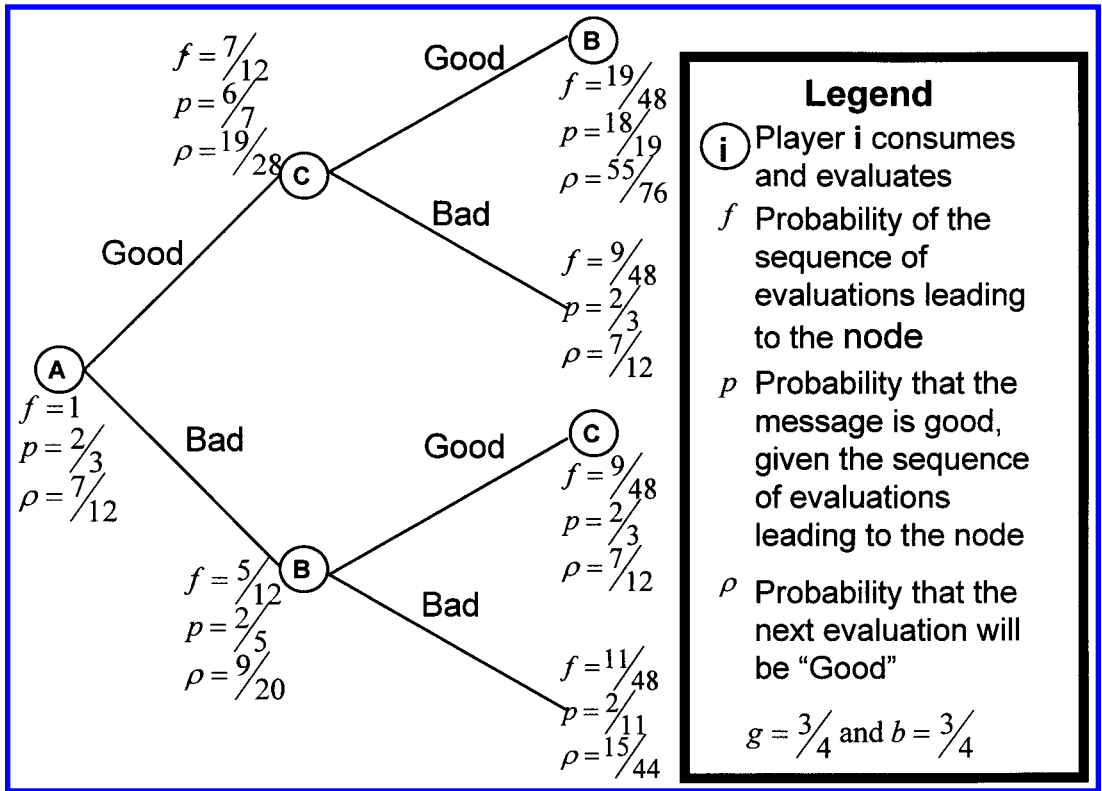 f = 7/12
p = 6/7
ρ = 19/28
C
Good
B
f = 19/48
p = 18/19
ρ = 55/76
Bad
f = 9/48
p = 2/3
ρ = 7/12
Good
A
f = 1
p = 2/3
ρ = 7/12
Bad
B
f = 5/12
p = 2/5
ρ = 9/20
Good
C
f = 9/48
p = 2/3
ρ = 7/12
Bad
f = 11/48
p = 2/11
ρ = 15/44
Legend
i Player i consumes
and evaluates
f Probability of the
sequence of
evaluations leading
to the node
p Probability that the
message is good,
given the sequence
of evaluations
leading to the node
ρ Probability that the
next evaluation will
be “Good”
g = 3/4 and b = 3/4